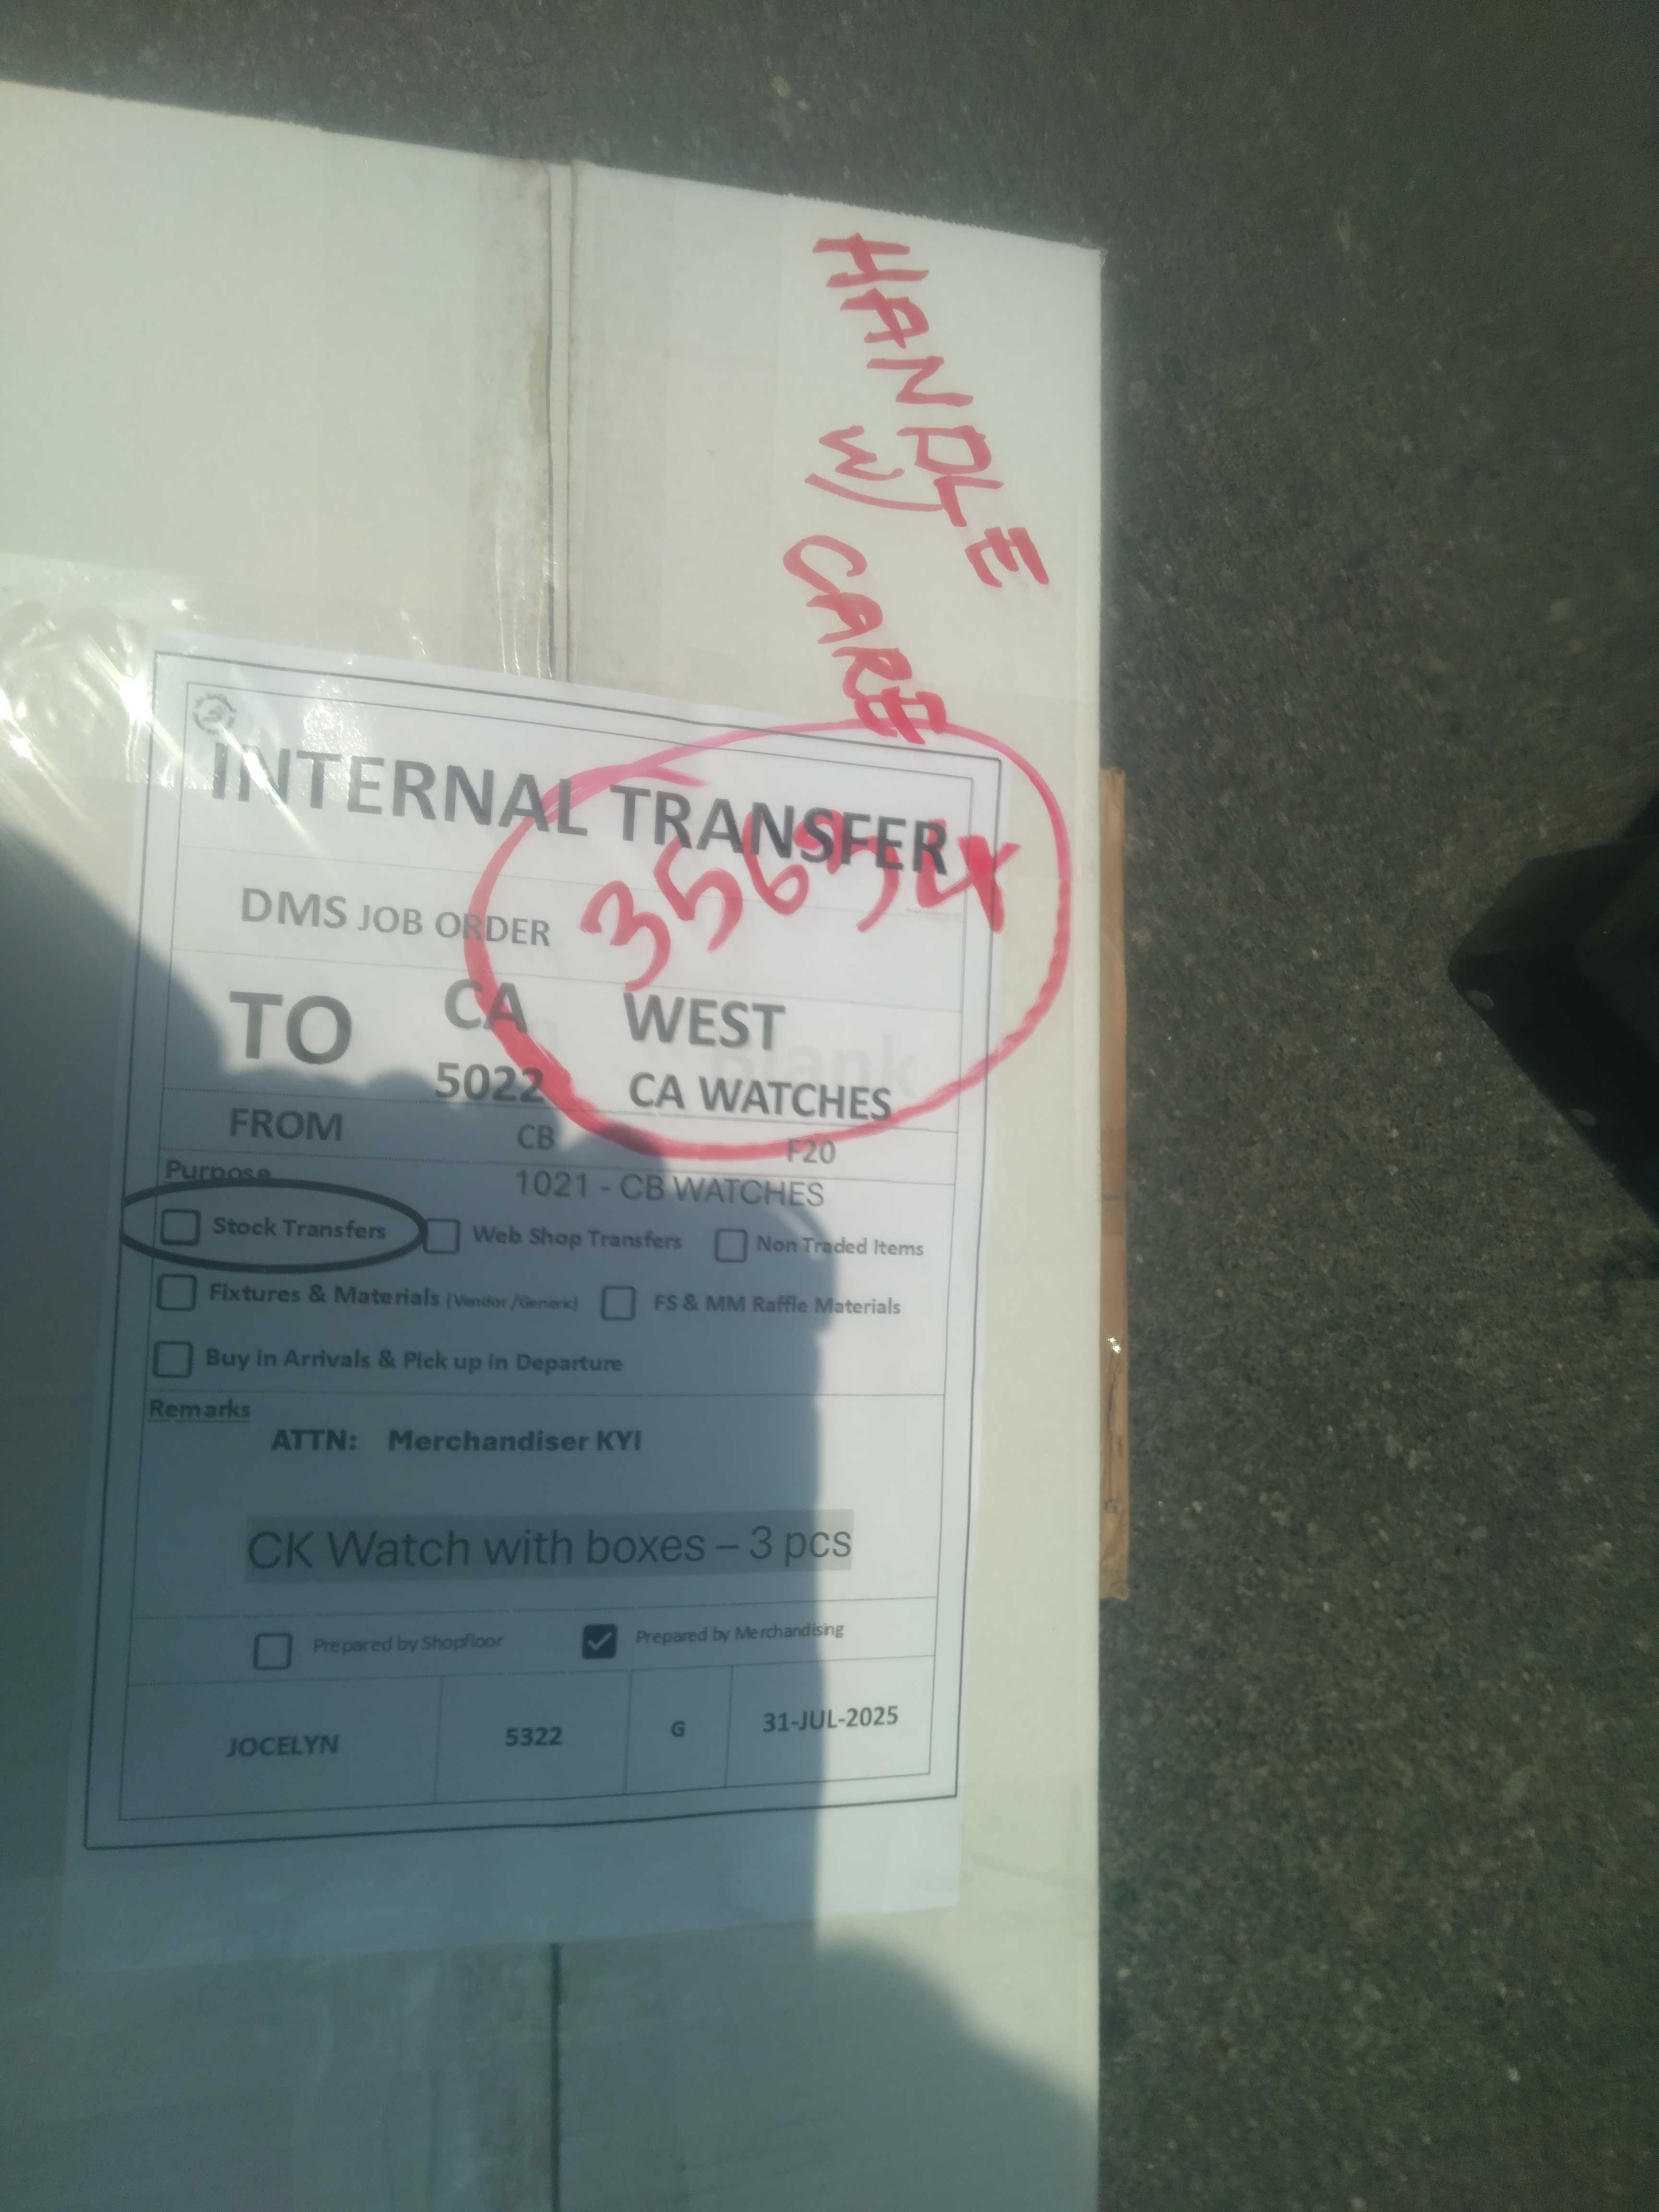 HANDLE
W/ CARE
INTERNAL TRANSFER
DMS JOB ORDER 35634
TO CA WEST
5022 CA WATCHES
FROM CB F20
1021 - CB WATCHES
Purpose
Stock Transfers Web Shop Transfers Non Traded Items
Fixtures & Materials (Vendor/Generic) FS & MM Raffle Materials
Buy in Arrivals & Pick up in Departure
Remarks
ATTN: Merchandiser KYI
CK Watch with boxes – 3 pcs
Prepared by Shopfloor Prepared by Merchandising
JOCELYN 5322 G 31-JUL-2025